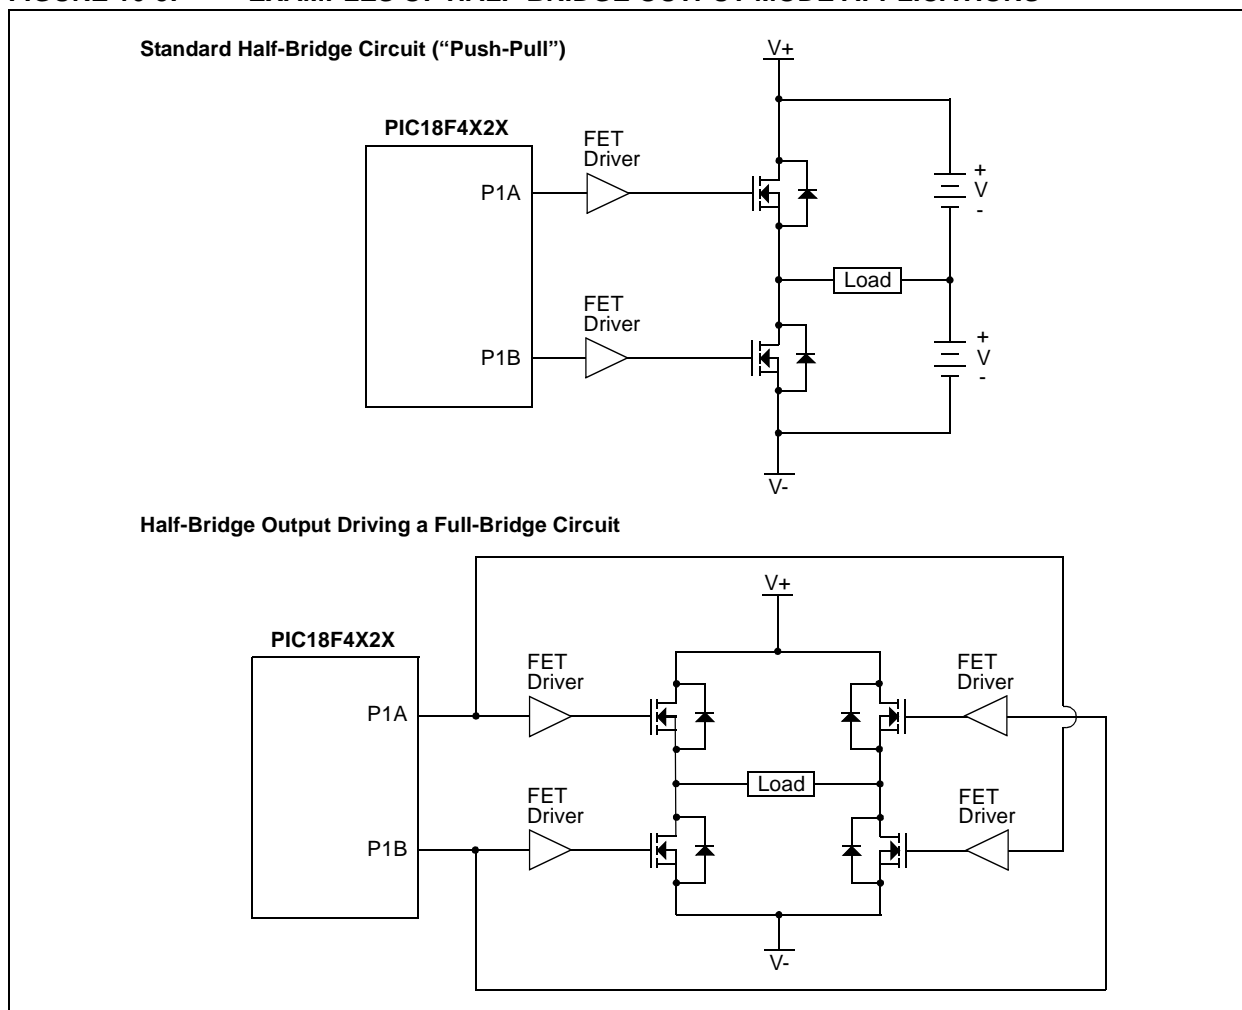 Standard Half-Bridge Circuit (“Push-Pull”)
V+
PIC18F4X2X
FET
Driver
P1A
+
V
-
Load
FET
Driver
P1B
+
V
-
V-
Half-Bridge Output Driving a Full-Bridge Circuit
V+
PIC18F4X2X
FET
Driver
FET
Driver
P1A
Load
FET
Driver
FET
Driver
P1B
V-